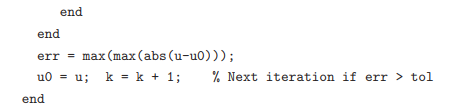 end
end
err = max(max(abs(u-u0)));
u0 = u; k = k + 1; % Next iteration if err > tol
end